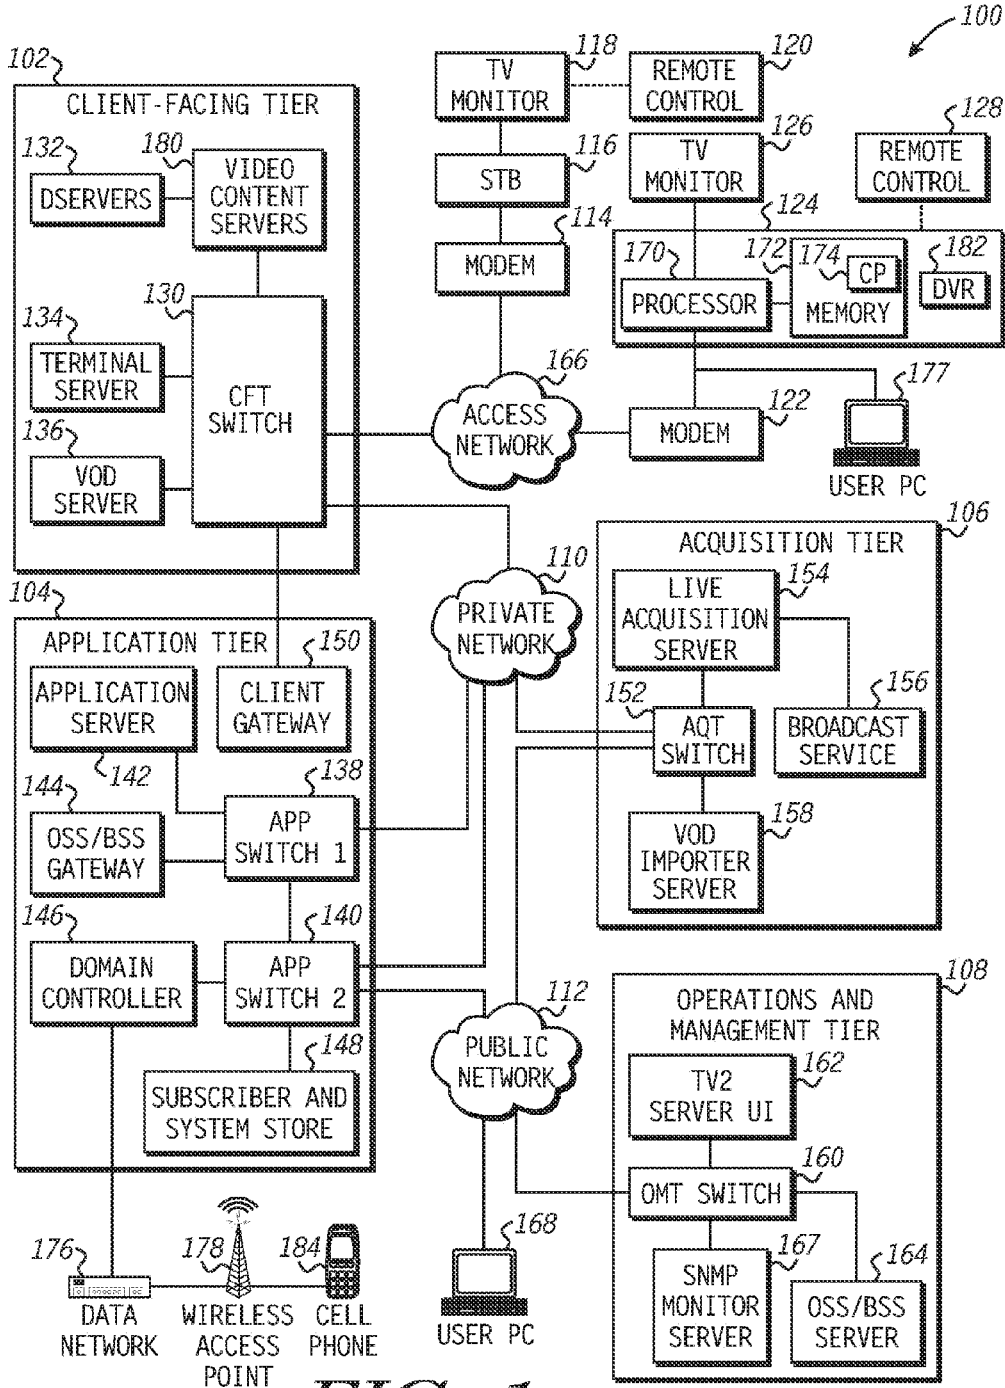 100
102
CLIENT-FACING TIER
132
DSERVERS
180
VIDEO
CONTENT
SERVERS
130
CFT
SWITCH
134
TERMINAL
SERVER
136
VOD
SERVER
118
TV
MONITOR
120
REMOTE
CONTROL
116
STB
114
MODEM
126
TV
MONITOR
128
REMOTE
CONTROL
124
170
PROCESSOR
172
174
CP
MEMORY
182
DVR
166
ACCESS
NETWORK
122
MODEM
177
USER PC
110
PRIVATE
NETWORK
104
APPLICATION TIER
APPLICATION
SERVER
142
150
CLIENT
GATEWAY
144
OSS/BSS
GATEWAY
138
APP
SWITCH 1
146
DOMAIN
CONTROLLER
140
APP
SWITCH 2
148
SUBSCRIBER AND
SYSTEM STORE
106
ACQUISITION TIER
154
LIVE
ACQUISITION
SERVER
152
AQT
SWITCH
156
BROADCAST
SERVICE
158
VOD
IMPORTER
SERVER
112
PUBLIC
NETWORK
108
OPERATIONS AND
MANAGEMENT TIER
162
TV2
SERVER UI
160
OMT SWITCH
167
SNMP
MONITOR
SERVER
164
OSS/BSS
SERVER
176
DATA
NETWORK
178
WIRELESS
ACCESS
POINT
184
CELL
PHONE
168
USER PC
FIG. 1